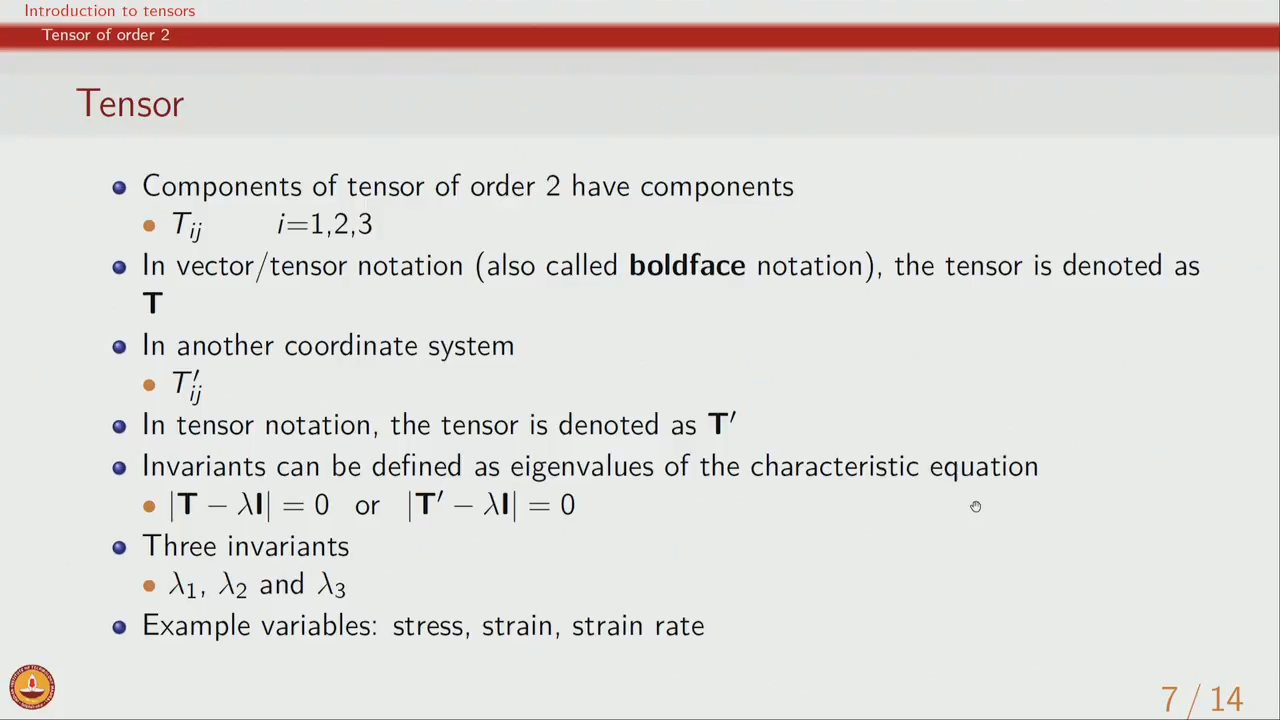 Introduction to tensors
Tensor of order 2
Tensor
Components of tensor of order 2 have components
T_ij i=1,2,3
In vector/tensor notation (also called boldface notation), the tensor is denoted as
T
In another coordinate system
T′_ij
In tensor notation, the tensor is denoted as T′
Invariants can be defined as eigenvalues of the characteristic equation
|T − λI| = 0 or |T′ − λI| = 0
Three invariants
λ₁, λ₂ and λ₃
Example variables: stress, strain, strain rate
7 / 14